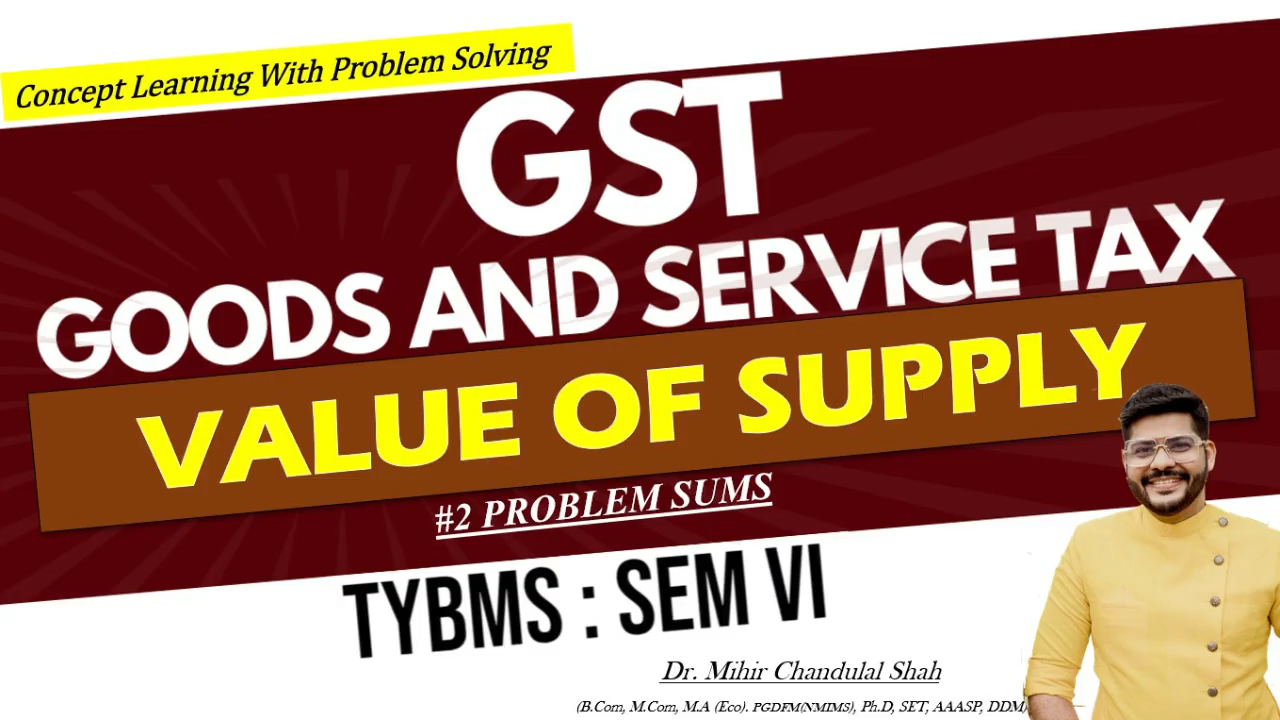 Concept Learning With Problem Solving
GST
GOODS AND SERVICE TAX
VALUE OF SUPPLY
#2 PROBLEM SUMS
TYBMS : SEM VI
Dr. Mihir Chandulal Shah
(B.Com, M.Com, M.A (Eco). PGDFM(NMIMS), Ph.D, SET, AAASP, DDM)